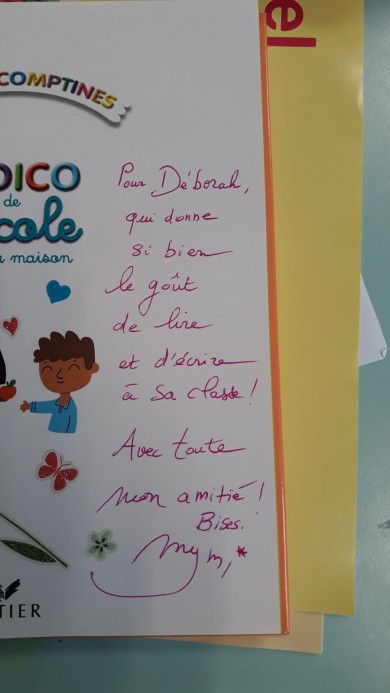 el
COMPTINES
DICO
de
cole
maison
Pour Déborah,
qui donne
si bien
le goût
de lire
et d'écrire
à sa classe !
Avec toute
mon amitié !
Bises.
TIER